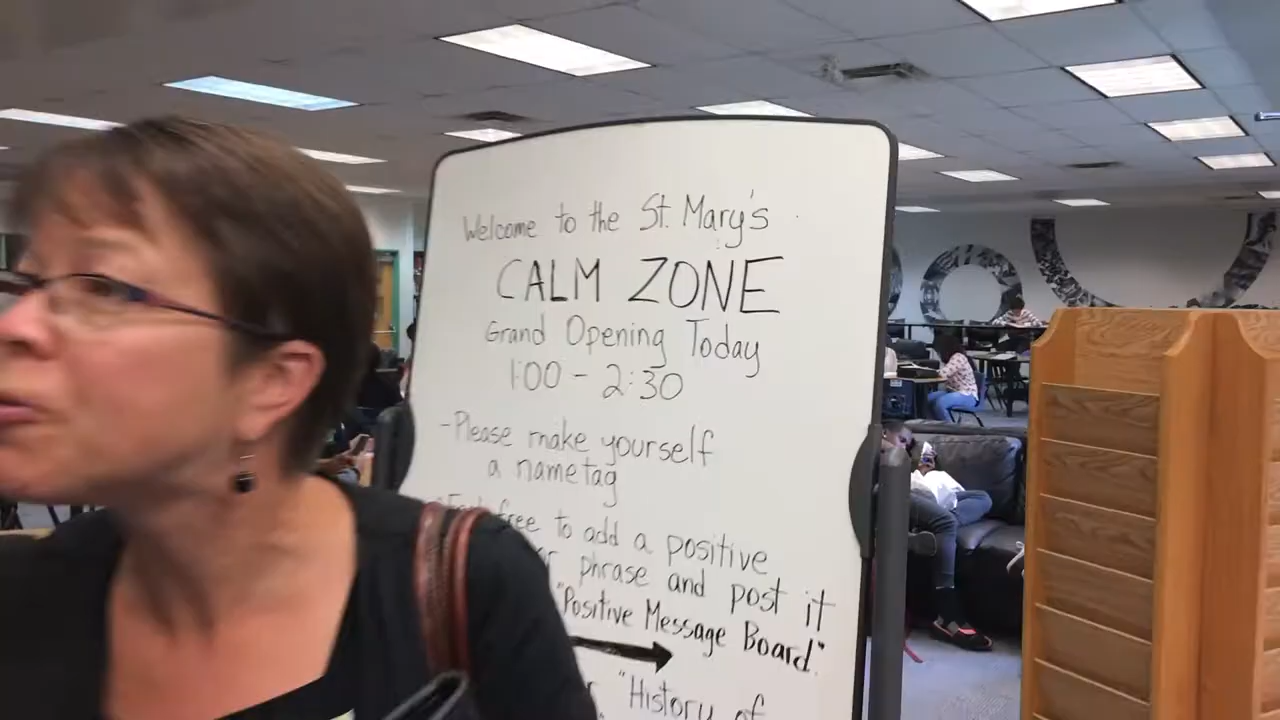 Welcome to the St. Mary's
CALM ZONE
Grand Opening Today
1:00 - 2:30
- Please make yourself
a nametag
free to add a positive
phrase and post it
"Positive Message Board."
"History of